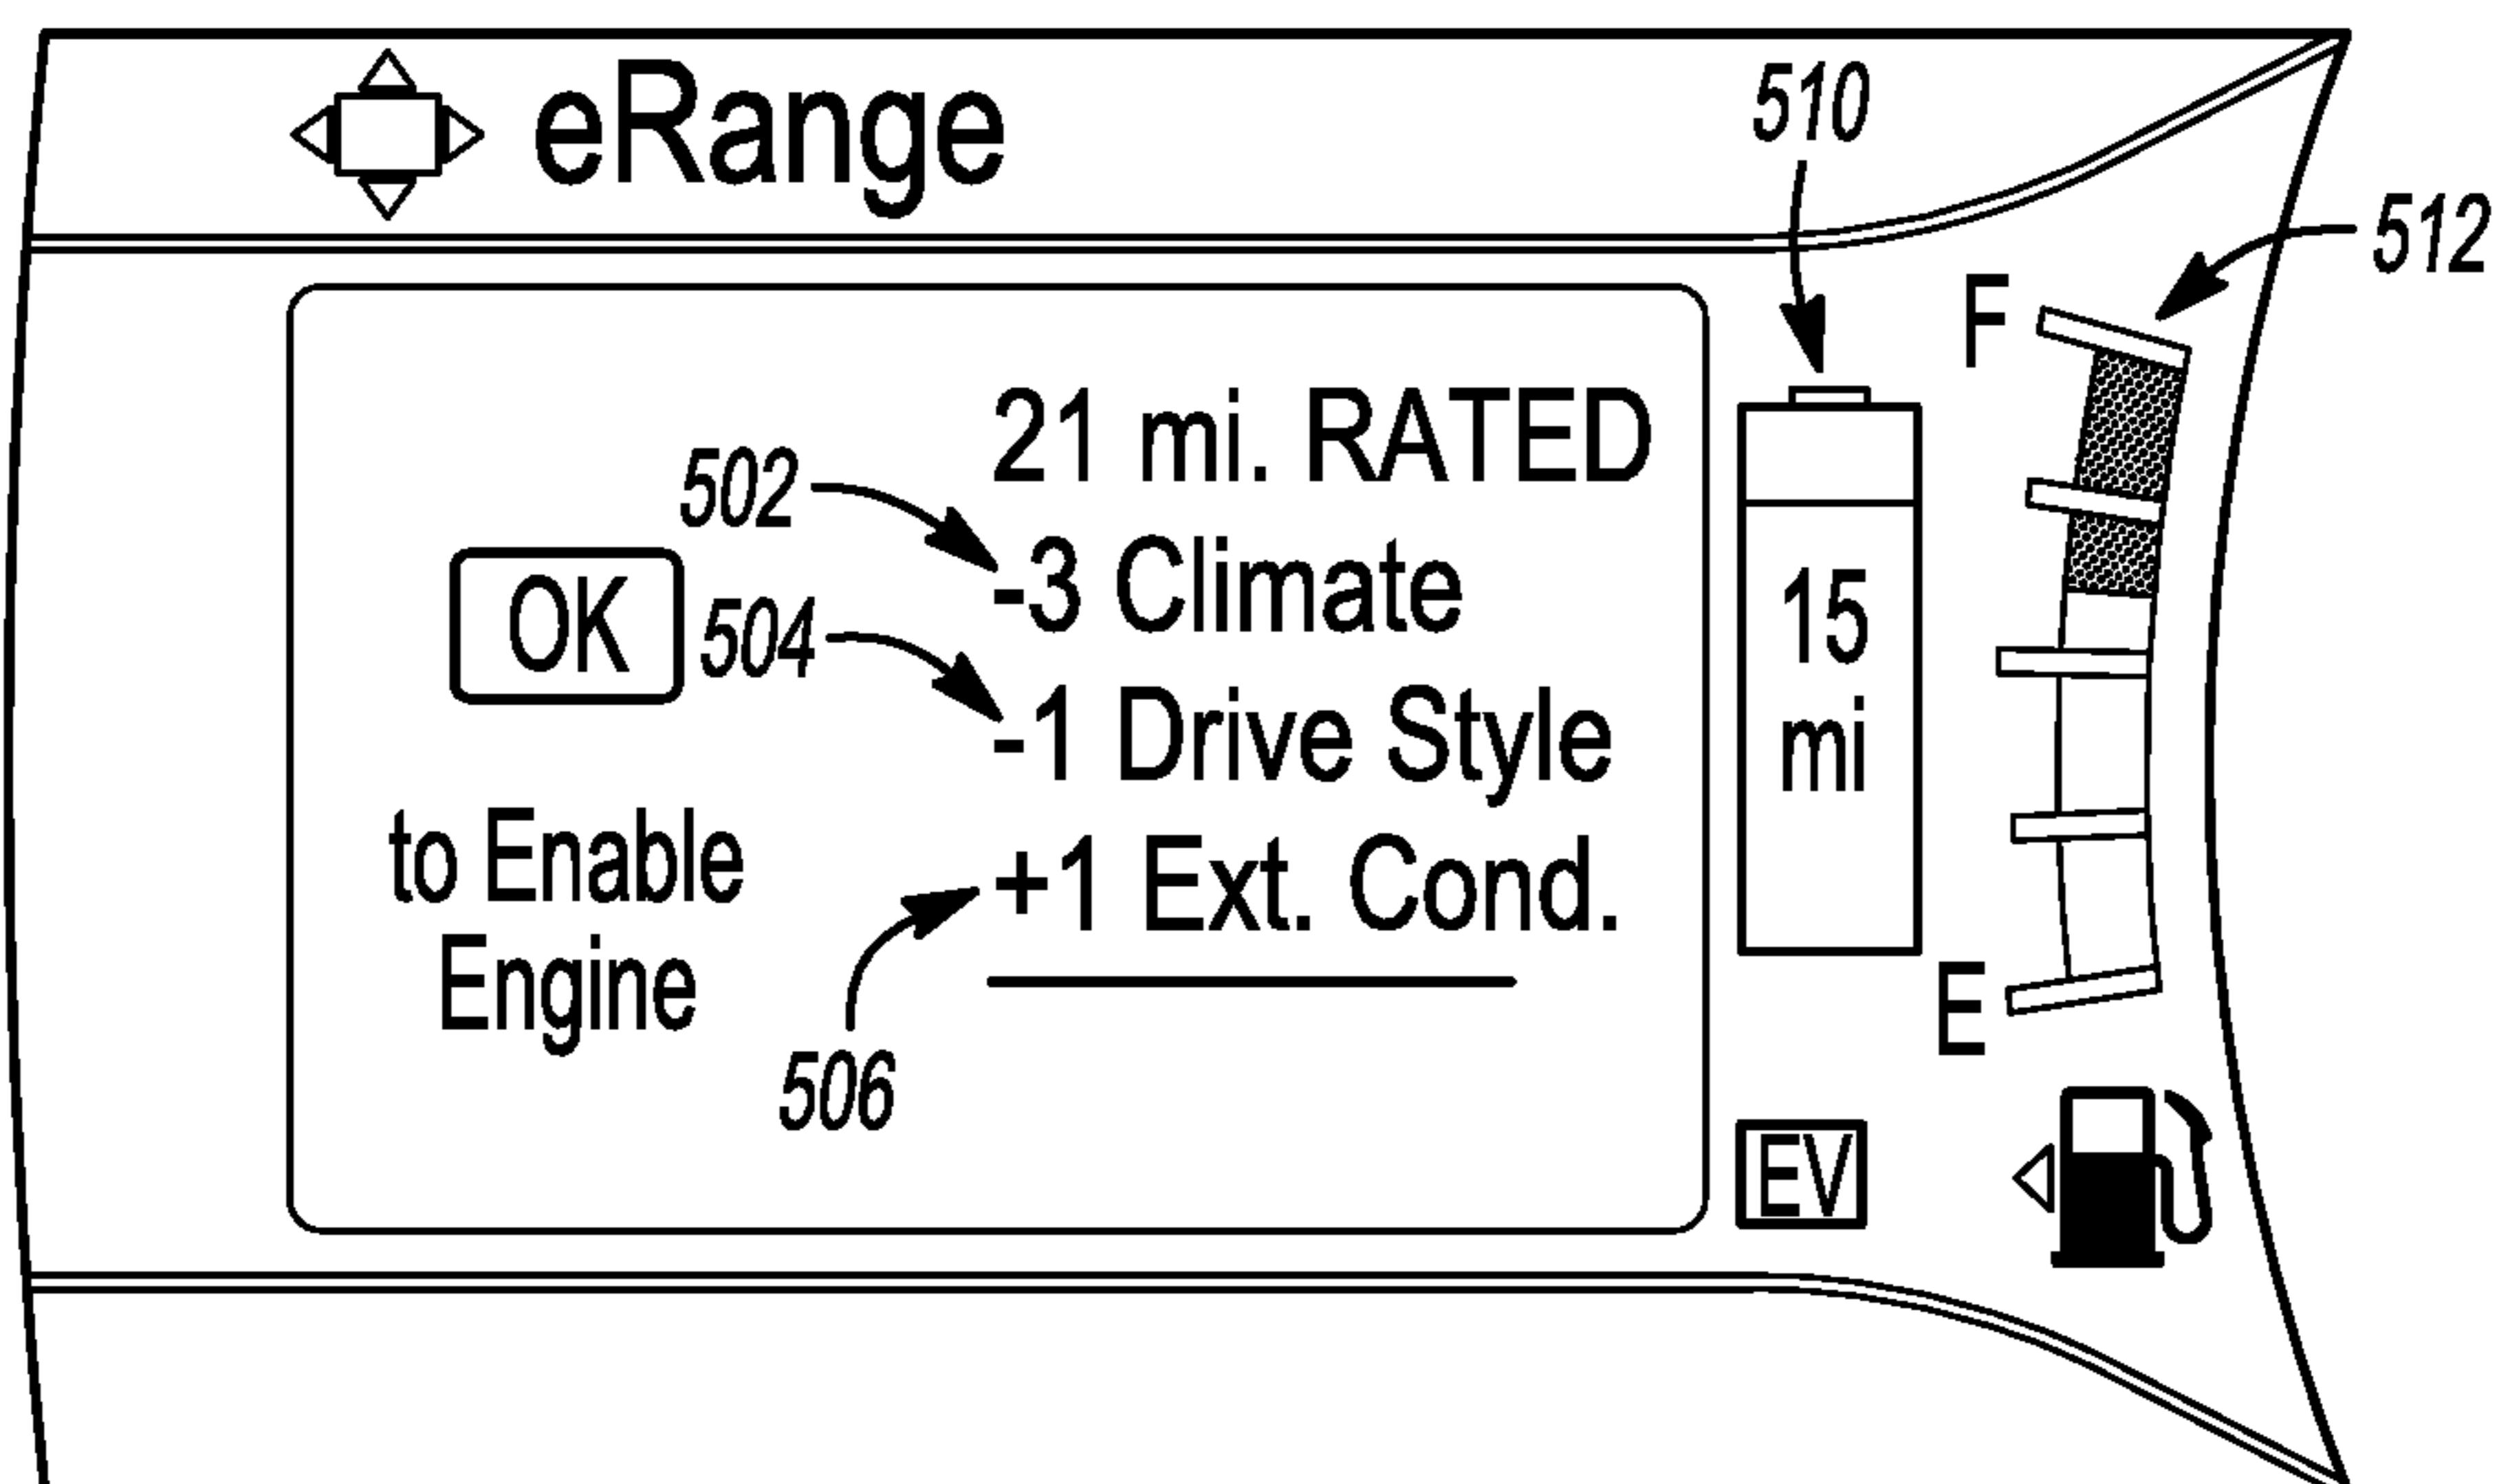 eRange
510
512
F
21 mi. RATED
502
-3 Climate
OK
504
-1 Drive Style
to Enable
Engine
+1 Ext. Cond.
506
15
mi
E
EV